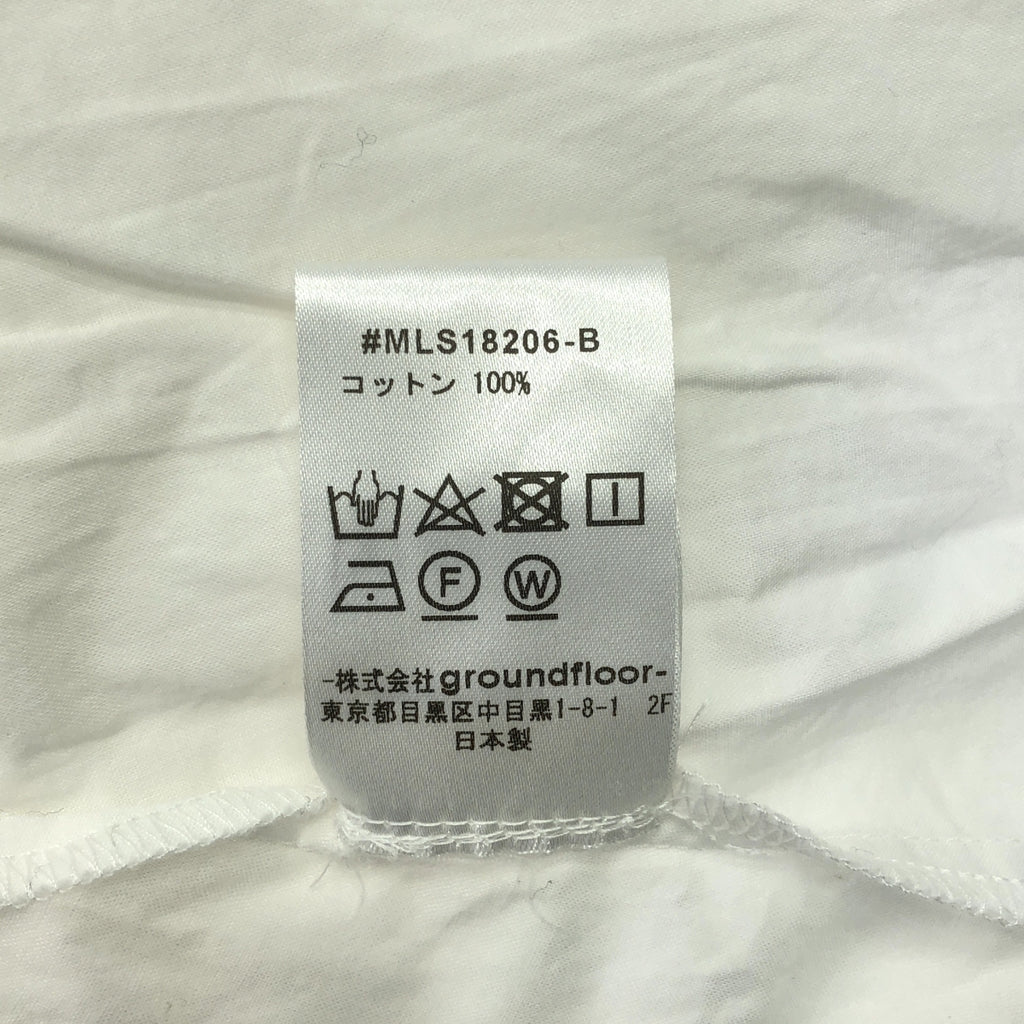 #MLS18206-B
コットン 100%
F W
-株式会社groundfloor-
東京都目黒区中目黒1-8-1 2F
日本製